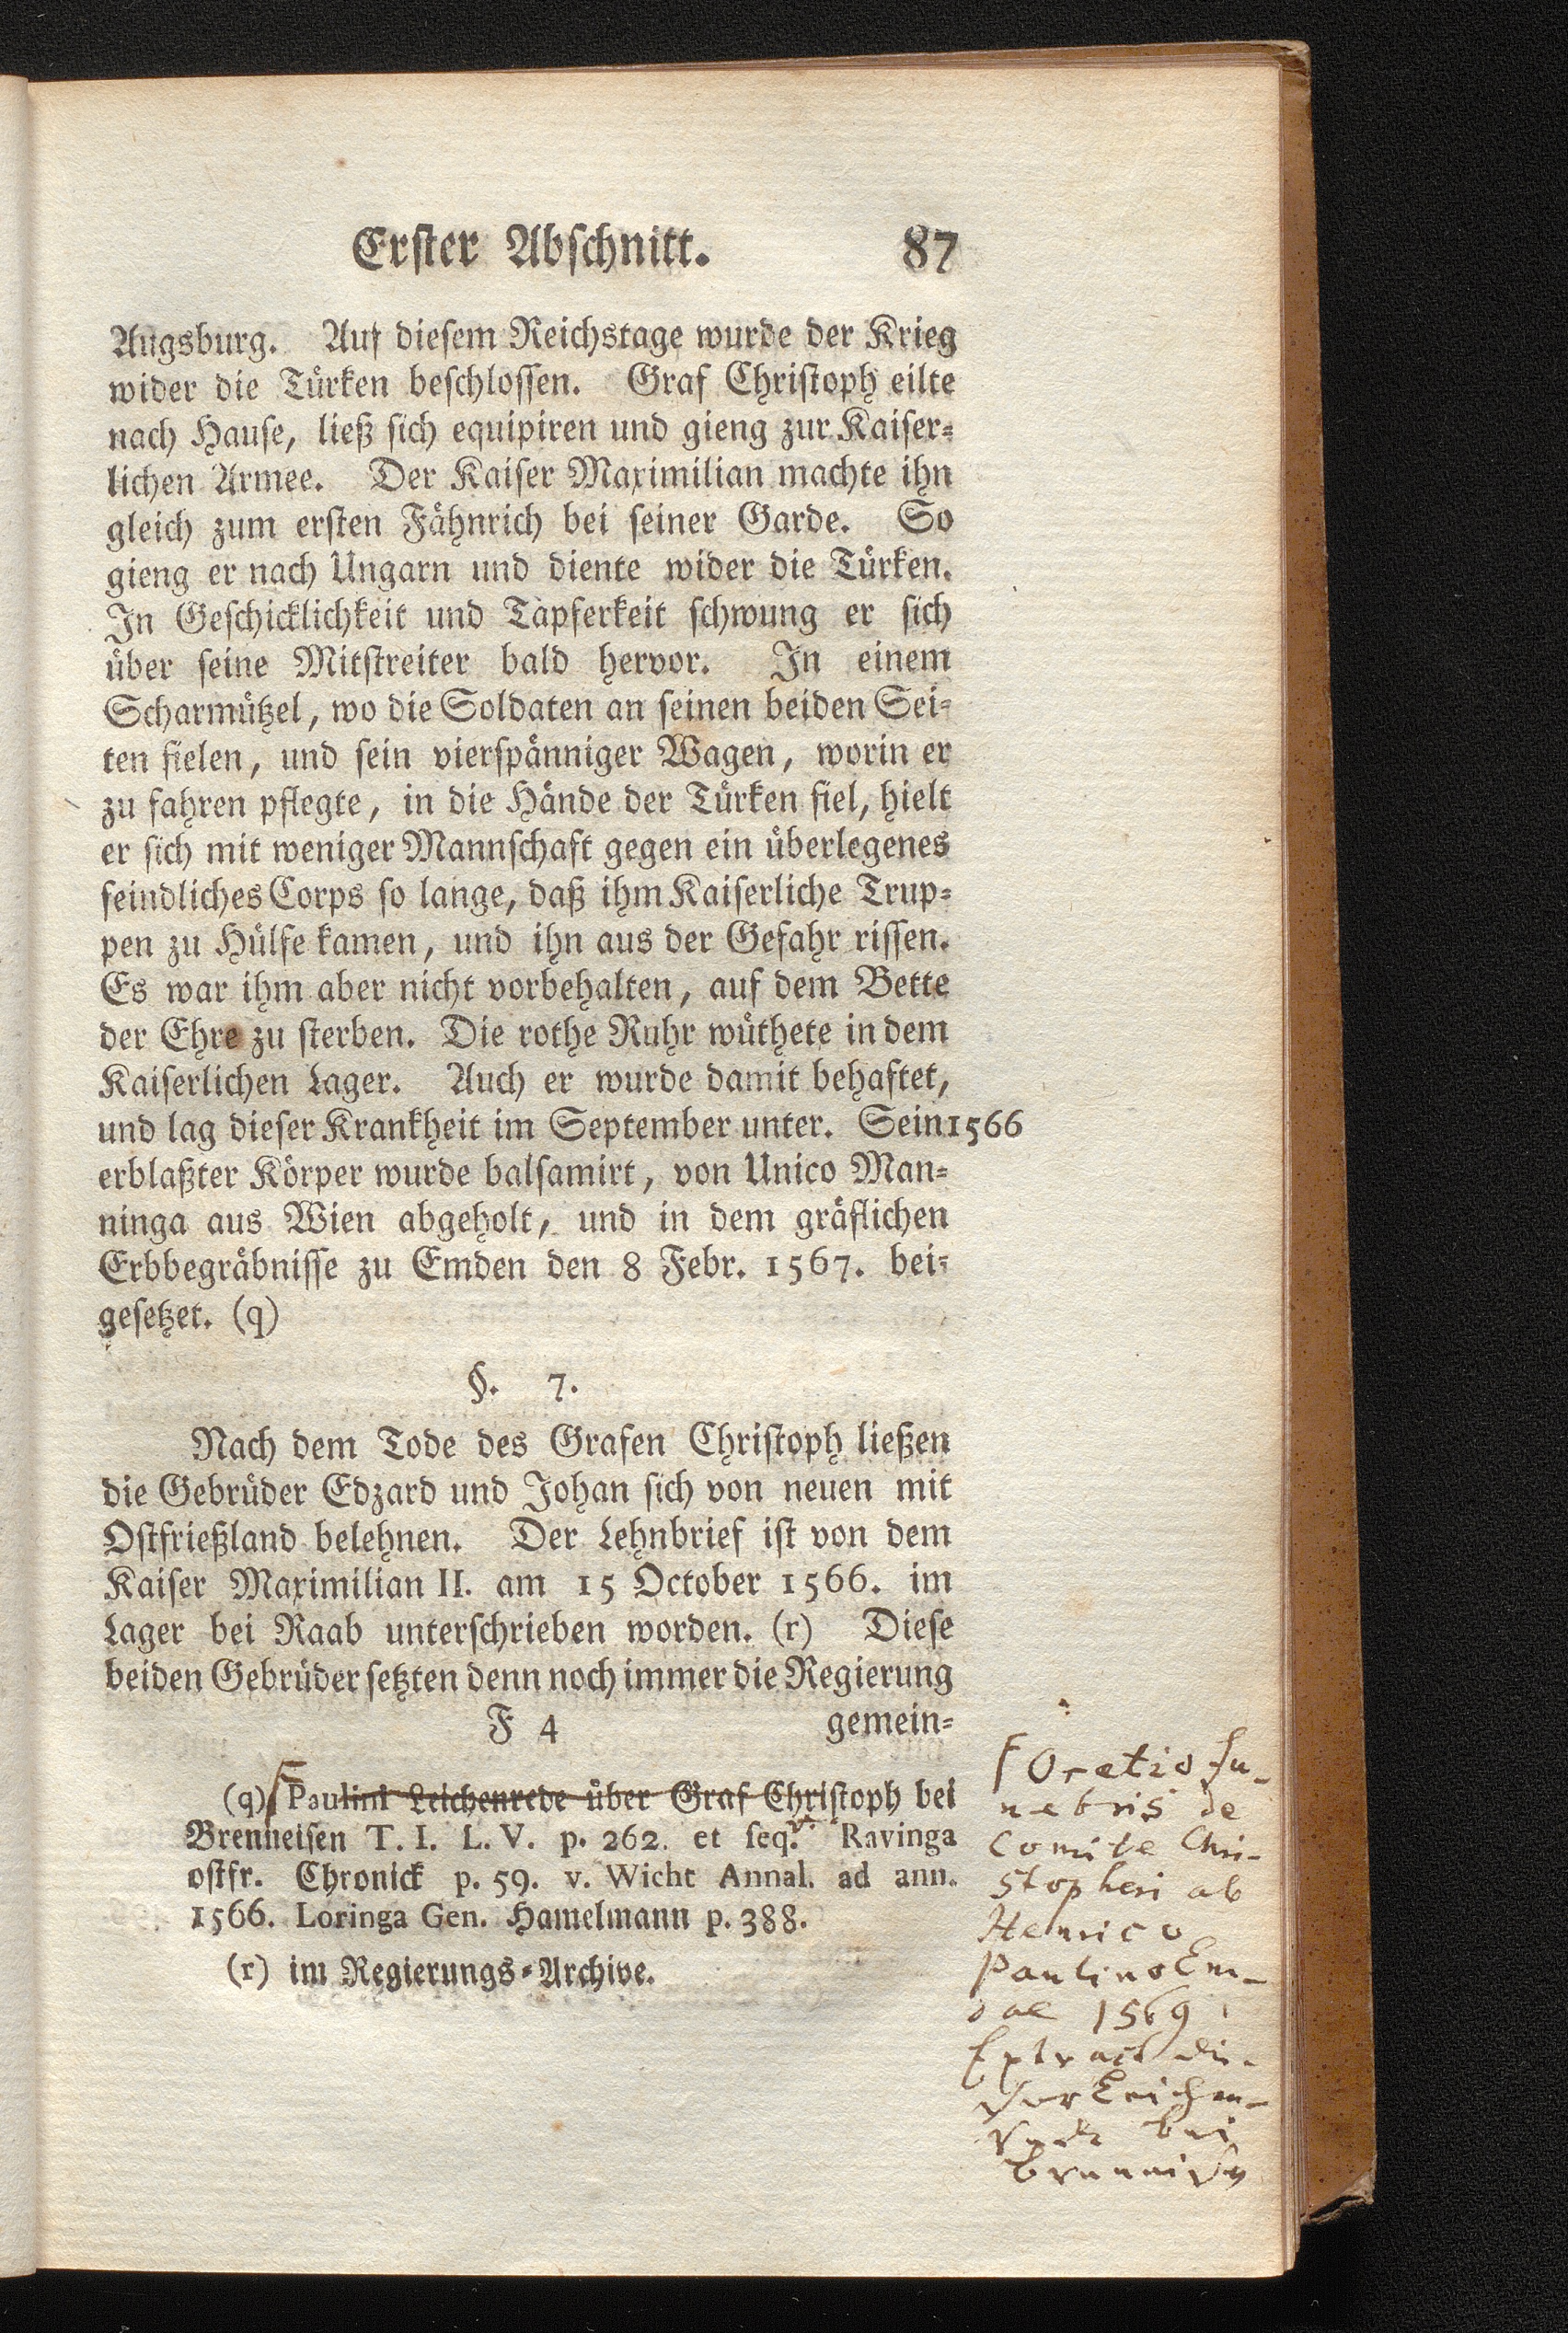 Erster Abschnitt. 87
Augsburg. Auf diesem Reichstage wurde der Krieg
wider die Türken beschlossen. Graf Christoph eilte
nach Hause, ließ sich equipiren und gieng zur Kaiser-
lichen Armee. Der Kaiser Maximilian machte ihn
gleich zum ersten Fähnrich bei seiner Garde. So
gieng er nach Ungarn und diente wider die Türken.
In Geschicklichkeit und Tapferkeit schwung er sich
über seine Mitstreiter bald hervor. In einem
Scharmützel, wo die Soldaten an seinen beiden Sei-
ten fielen, und sein vierspänniger Wagen, worin er
zu fahren pflegte, in die Hände der Türken fiel, hielt
er sich mit weniger Mannschaft gegen ein überlegenes
feindliches Corps so lange, daß ihm Kaiserliche Trup-
pen zu Hülfe kamen, und ihn aus der Gefahr rissen.
Es war ihm aber nicht vorbehalten, auf dem Bette
der Ehre zu sterben. Die rothe Ruhr wüthete in dem
Kaiserlichen Lager. Auch er wurde damit behaftet,
und lag dieser Krankheit im September unter. Sein 1566
erblaßter Körper wurde balsamirt, von Unico Man-
ninga aus Wien abgeholt, und in dem gräflichen
Erbbegräbnisse zu Emden den 8 Febr. 1567. bei-
gesetzet. (q)
§. 7.
Nach dem Tode des Grafen Christoph ließen
die Gebrüder Edzard und Johan sich von neuen mit
Ostfrießland belehnen. Der Lehnbrief ist von dem
Kaiser Maximilian II. am 15 October 1566. im
Lager bei Raab unterschrieben worden. (r) Diese
beiden Gebrüder setzten denn noch immer die Regierung
F 4 gemein-
(q) Paulini Leichenrede über Graf Christoph bei
Brenneisen T. I. L. V. p. 262. et seq. v. Ravinga
ostfr. Chronick p. 59. v. Wicht Annal. ad ann.
1566. Loringa Gen. Hamelmann p. 388.
(r) im Regierungs-Archive.
Oratio fu-
nebris de
Comite Chri-
stophori ab
Henrico
Paulino Em-
dae 1569
Extract die-
ser Leichen-
rede bei
Brenneisen